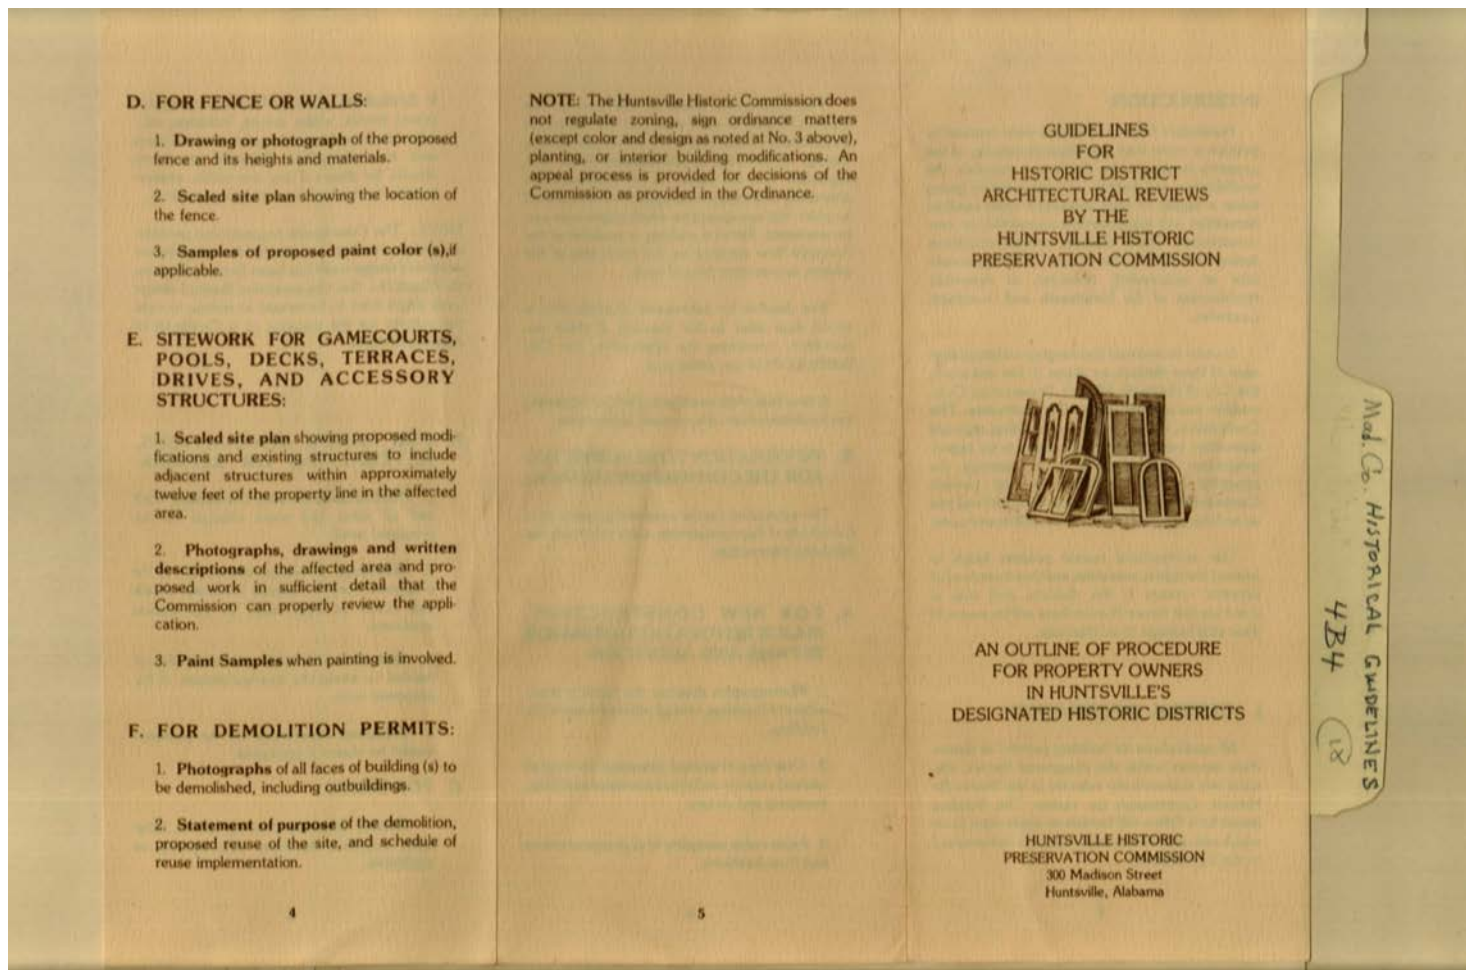 D. FOR FENCE OR WALLS:
1. Drawing or photograph of the proposed
fence and its heights and materials.
2. Scaled site plan showing the location of
the fence.
3. Samples of proposed paint color (s),if
applicable.
E. SITEWORK FOR GAMECOURTS,
POOLS, DECKS, TERRACES,
DRIVES, AND ACCESSORY
STRUCTURES:
1. Scaled site plan showing proposed modi-
fications and existing structures to include
adjacent structures within approximately
twelve feet of the property line in the affected
area.
2. Photographs, drawings and written
descriptions of the affected area and pro-
posed work in sufficient detail that the
Commission can properly review the appli-
cation.
3. Paint Samples when painting is involved.
F. FOR DEMOLITION PERMITS:
1. Photographs of all faces of building (s) to
be demolished, including outbuildings.
2. Statement of purpose of the demolition,
proposed reuse of the site, and schedule of
reuse implementation.
4
NOTE: The Huntsville Historic Commission does
not regulate zoning, sign ordinance matters
(except color and design as noted at No. 3 above),
planting, or interior building modifications. An
appeal process is provided for decisions of the
Commission as provided in the Ordinance.
5
GUIDELINES
FOR
HISTORIC DISTRICT
ARCHITECTURAL REVIEWS
BY THE
HUNTSVILLE HISTORIC
PRESERVATION COMMISSION
AN OUTLINE OF PROCEDURE
FOR PROPERTY OWNERS
IN HUNTSVILLE'S
DESIGNATED HISTORIC DISTRICTS
HUNTSVILLE HISTORIC
PRESERVATION COMMISSION
300 Madison Street
Huntsville, Alabama
Mad. Co. HISTORICAL GUIDELINES
4B4